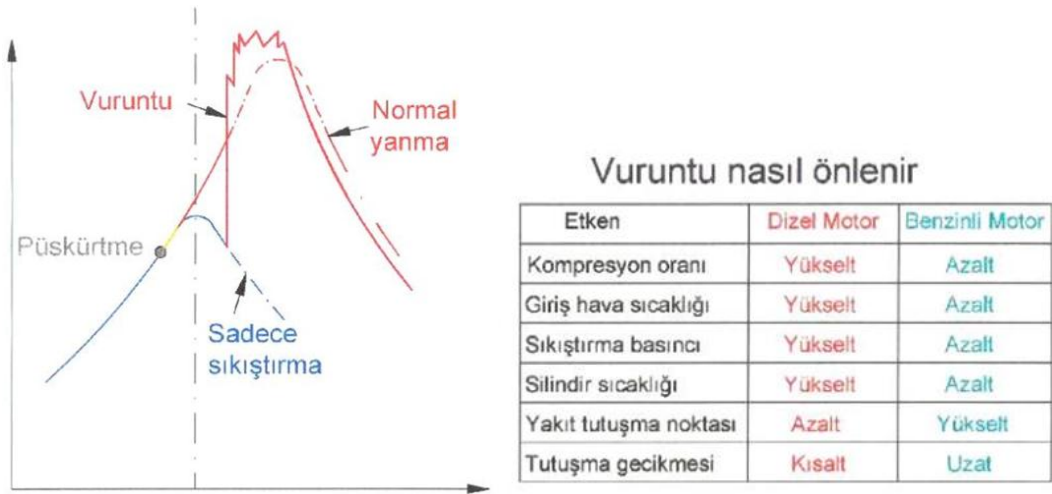 Vuruntu
Normal
yanma
Püskürtme
Sadece
sıkıştırma
Vuruntu nasıl önlenir
Etken Dizel Motor Benzinli Motor
Kompresyon oranı Yükselt Azalt
Giriş hava sıcaklığı Yükselt Azalt
Sıkıştırma basıncı Yükselt Azalt
Silindir sıcaklığı Yükselt Azalt
Yakıt tutuşma noktası Azalt Yükselt
Tutuşma gecikmesi Kısalt Uzat